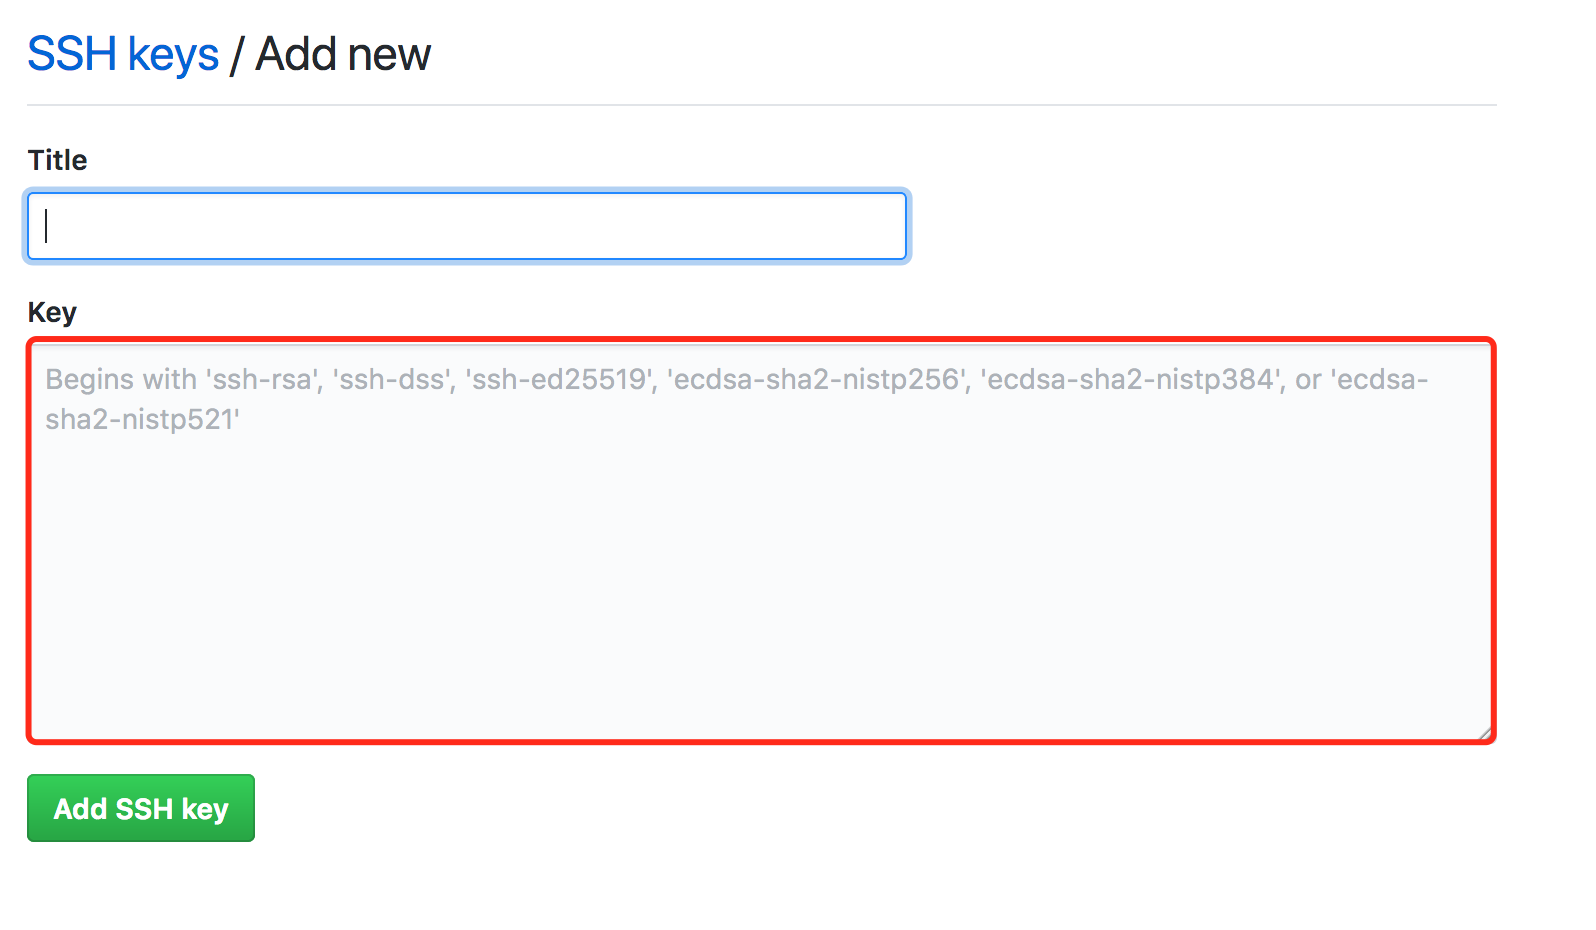 SSH keys / Add new
Title
Key
Begins with 'ssh-rsa', 'ssh-dss', 'ssh-ed25519', 'ecdsa-sha2-nistp256', 'ecdsa-sha2-nistp384', or 'ecdsa-
sha2-nistp521'
Add SSH key